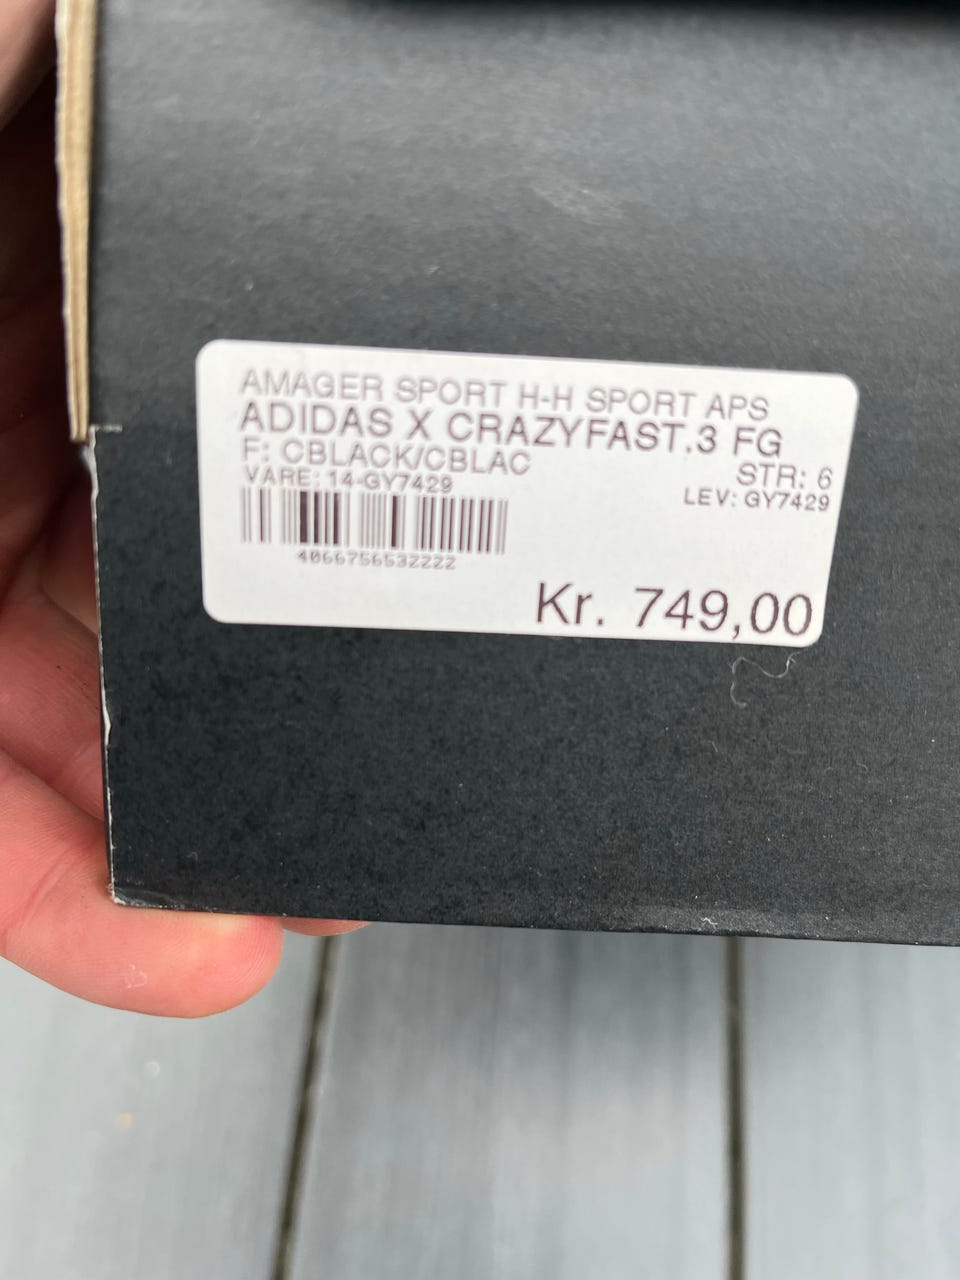 AMAGER SPORT H-H SPORT APS
ADIDAS X CRAZYFAST.3 FG
F: CBLACK/CBLAC
STR: 6
VARE: 14-GY7429
LEV: GY7429
4066756532222
Kr. 749,00